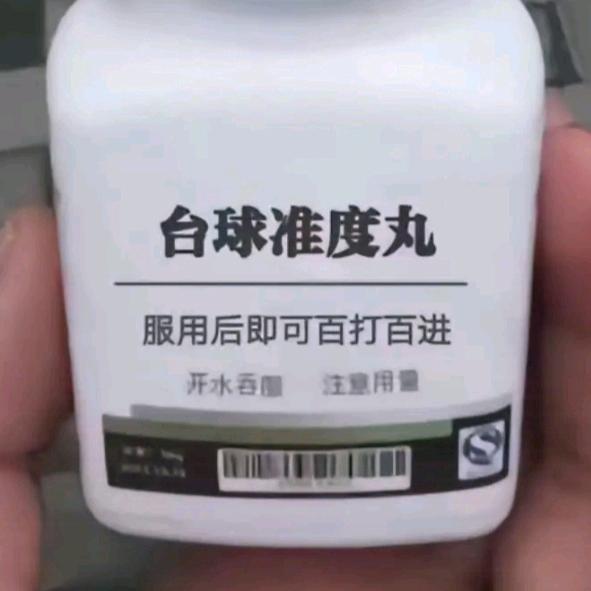 台球准度丸
服用后即可百打百进
开水吞服 注意用量